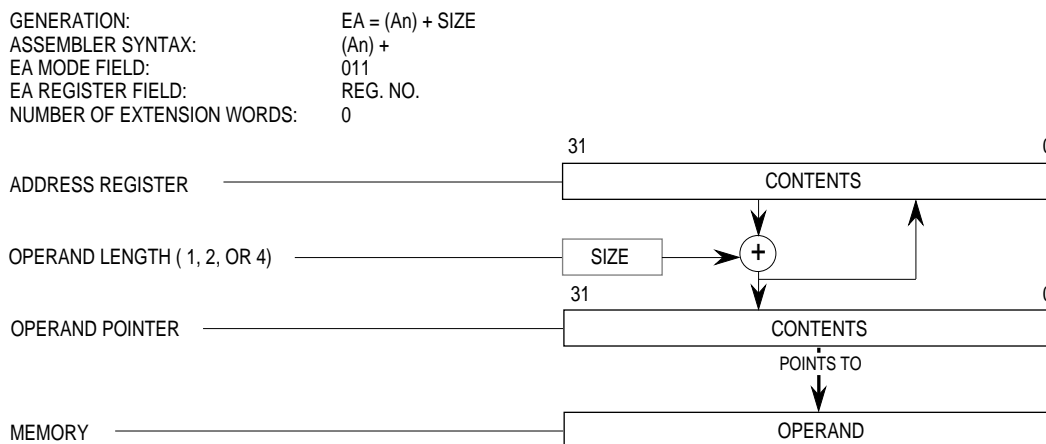 GENERATION: EA = (An) + SIZE
ASSEMBLER SYNTAX: (An) +
EA MODE FIELD: 011
EA REGISTER FIELD: REG. NO.
NUMBER OF EXTENSION WORDS: 0
31 0
ADDRESS REGISTER CONTENTS
OPERAND LENGTH ( 1, 2, OR 4) SIZE +
31 0
OPERAND POINTER CONTENTS
POINTS TO
MEMORY OPERAND